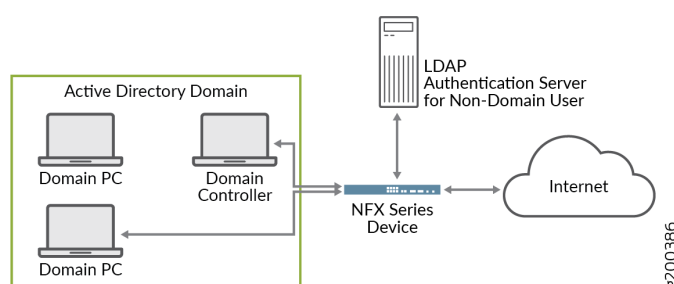 LDAP
Authentication Server
for Non-Domain User
Active Directory Domain
Domain PC
Domain
Controller
NFX Series
Device
Internet
Domain PC
g200386